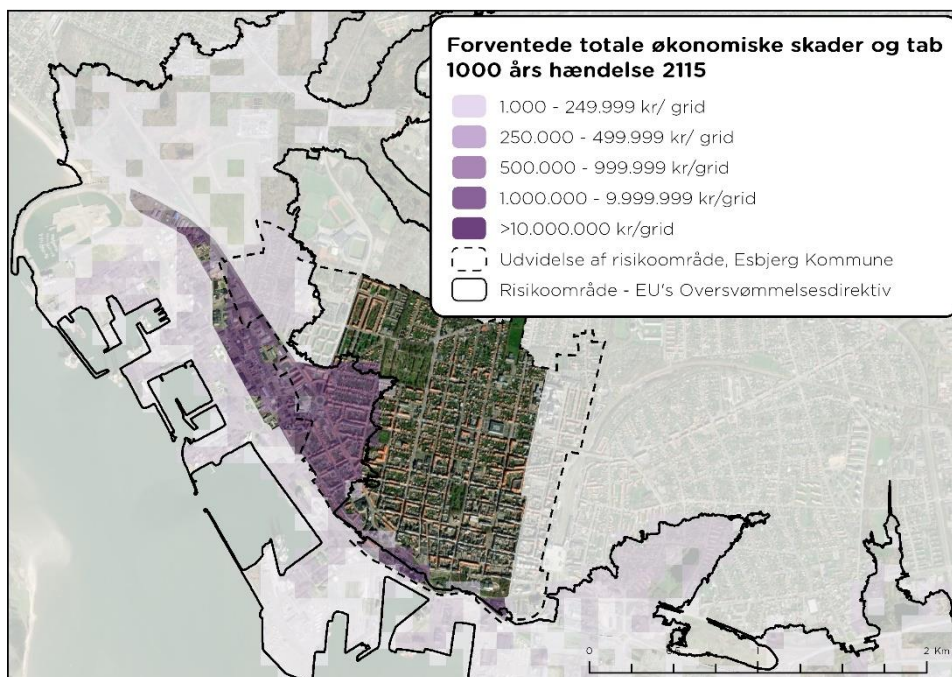 Forventede totale økonomiske skader og tab
1000 års hændelse 2115
1.000 - 249.999 kr/ grid
250.000 - 499.999 kr/ grid
500.000 - 999.999 kr/grid
1.000.000 - 9.999.999 kr/grid
>10.000.000 kr/grid
Udvidelse af risikoområde, Esbjerg Kommune
Risikoområde - EU's Oversvømmelsesdirektiv
0
2 Km